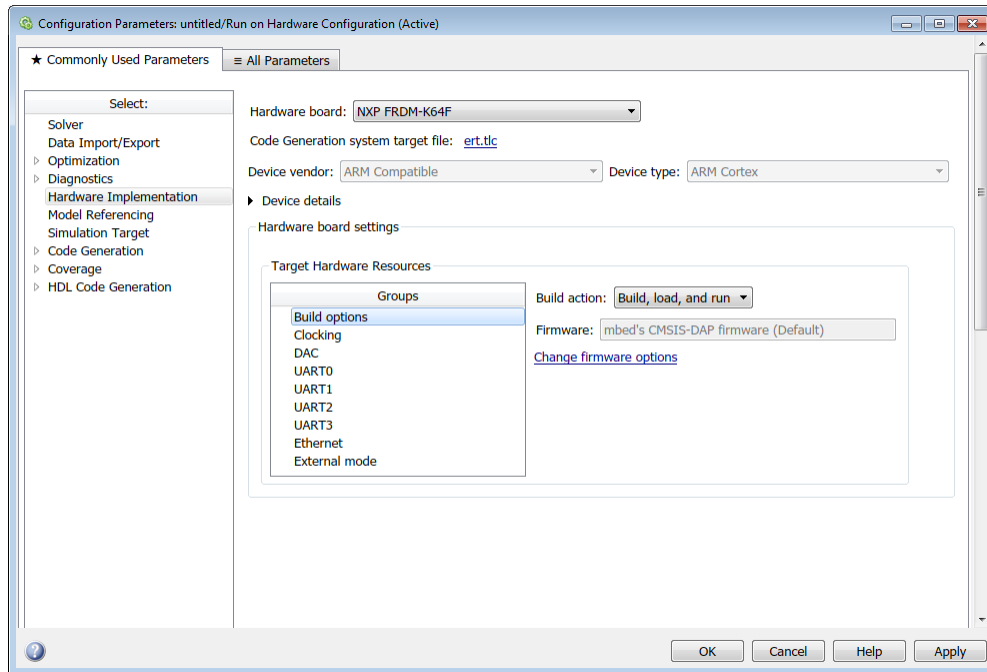 Configuration Parameters: untitled/Run on Hardware Configuration (Active)
★ Commonly Used Parameters
≡ All Parameters
Select:
Solver
Data Import/Export
Optimization
Diagnostics
Hardware Implementation
Model Referencing
Simulation Target
Code Generation
Coverage
HDL Code Generation
Hardware board: NXP FRDM-K64F
Code Generation system target file: ert.tlc
Device vendor: ARM Compatible Device type: ARM Cortex
Device details
Hardware board settings
Target Hardware Resources
Groups
Build options
Clocking
DAC
UART0
UART1
UART2
UART3
Ethernet
External mode
Build action: Build, load, and run
Firmware: mbed's CMSIS-DAP firmware (Default)
Change firmware options
?
OK Cancel Help Apply